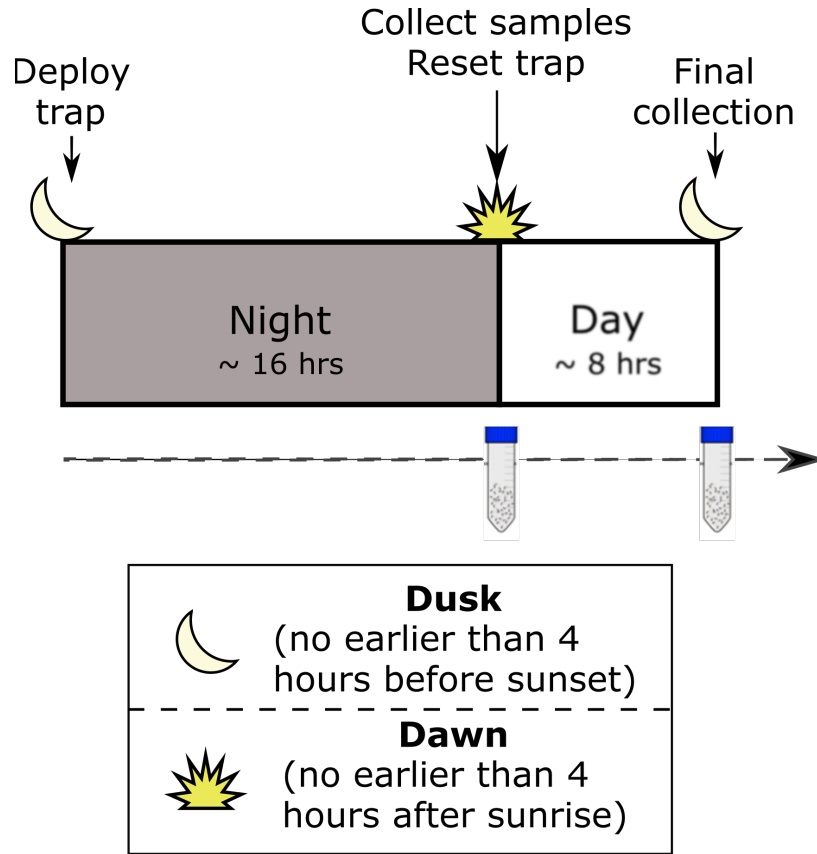 Collect samples
Reset trap
Deploy
trap
Final
collection
Night
~ 16 hrs
Day
~ 8 hrs
Dusk
(no earlier than 4
hours before sunset)
Dawn
(no earlier than 4
hours after sunrise)